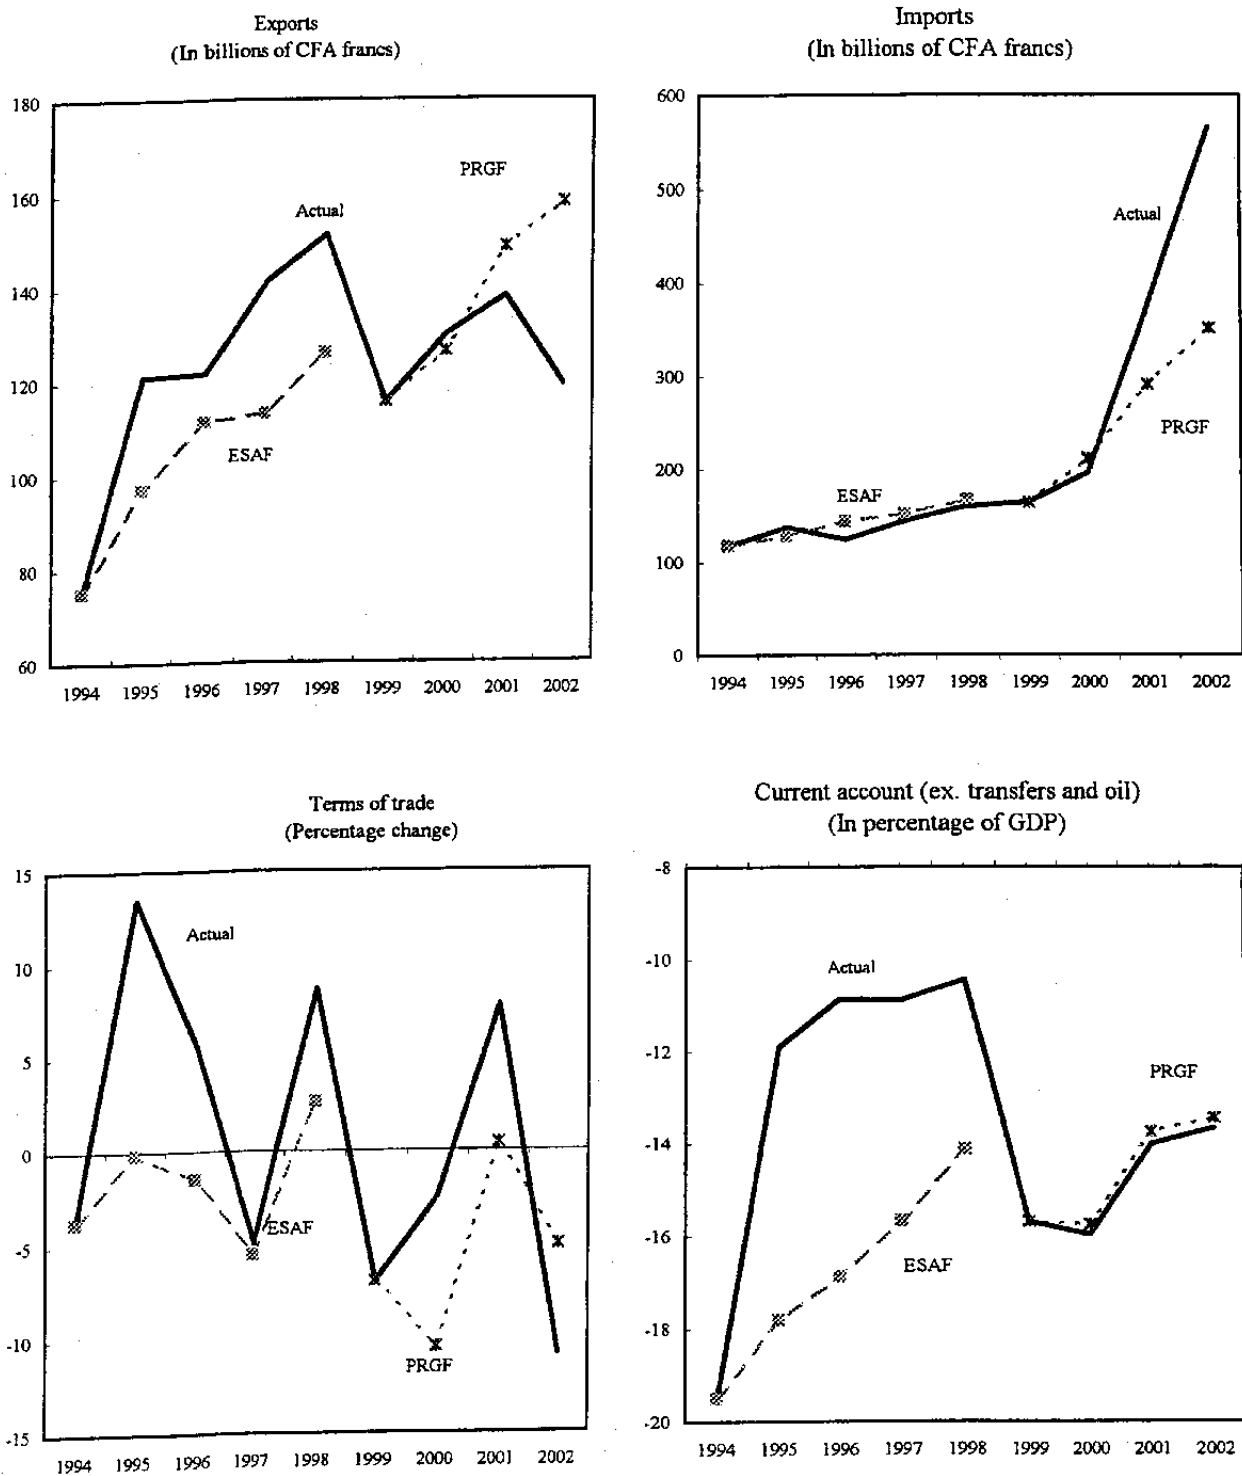 Exports
(In billions of CFA francs)
180
160
140
120
100
80
60
PRGF
Actual
ESAF
1994 1995 1996 1997 1998 1999 2000 2001 2002
Imports
(In billions of CFA francs)
600
500
400
300
200
100
0
Actual
PRGF
ESAF
1994 1995 1996 1997 1998 1999 2000 2001 2002
Terms of trade
(Percentage change)
15
10
5
0
-5
-10
-15
Actual
ESAF
PRGF
1994 1995 1996 1997 1998 1999 2000 2001 2002
Current account (ex. transfers and oil)
(In percentage of GDP)
-8
-10
-12
-14
-16
-18
-20
Actual
PRGF
ESAF
1994 1995 1996 1997 1998 1999 2000 2001 2002